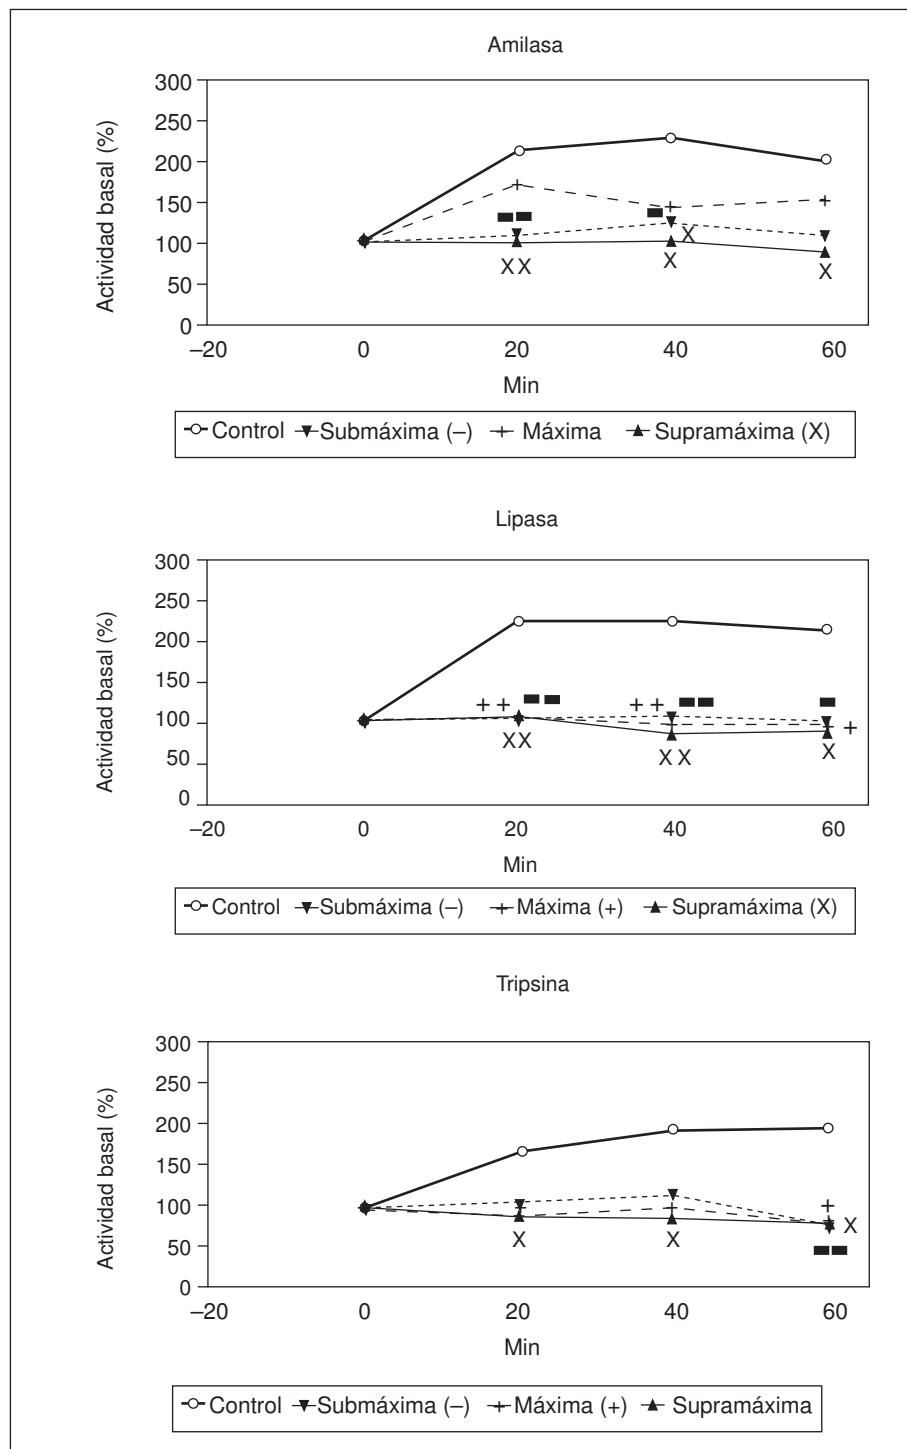 Amilasa
Actividad basal (%)
300
250
200
150
100
50
0
X X
X
X
X
–20 0 20 40 60
Min
Control Submáxima (–) Máxima Supramáxima (X)
Lipasa
Actividad basal (%)
300
250
200
150
100
50
0
+ + + +
+
X X
X X
X
–20 0 20 40 60
Min
Control Submáxima (–) Máxima (+) Supramáxima (X)
Tripsina
Actividad basal (%)
300
250
200
150
100
50
0
+
X
X X
–20 0 20 40 60
Min
Control Submáxima (–) Máxima (+) Supramáxima